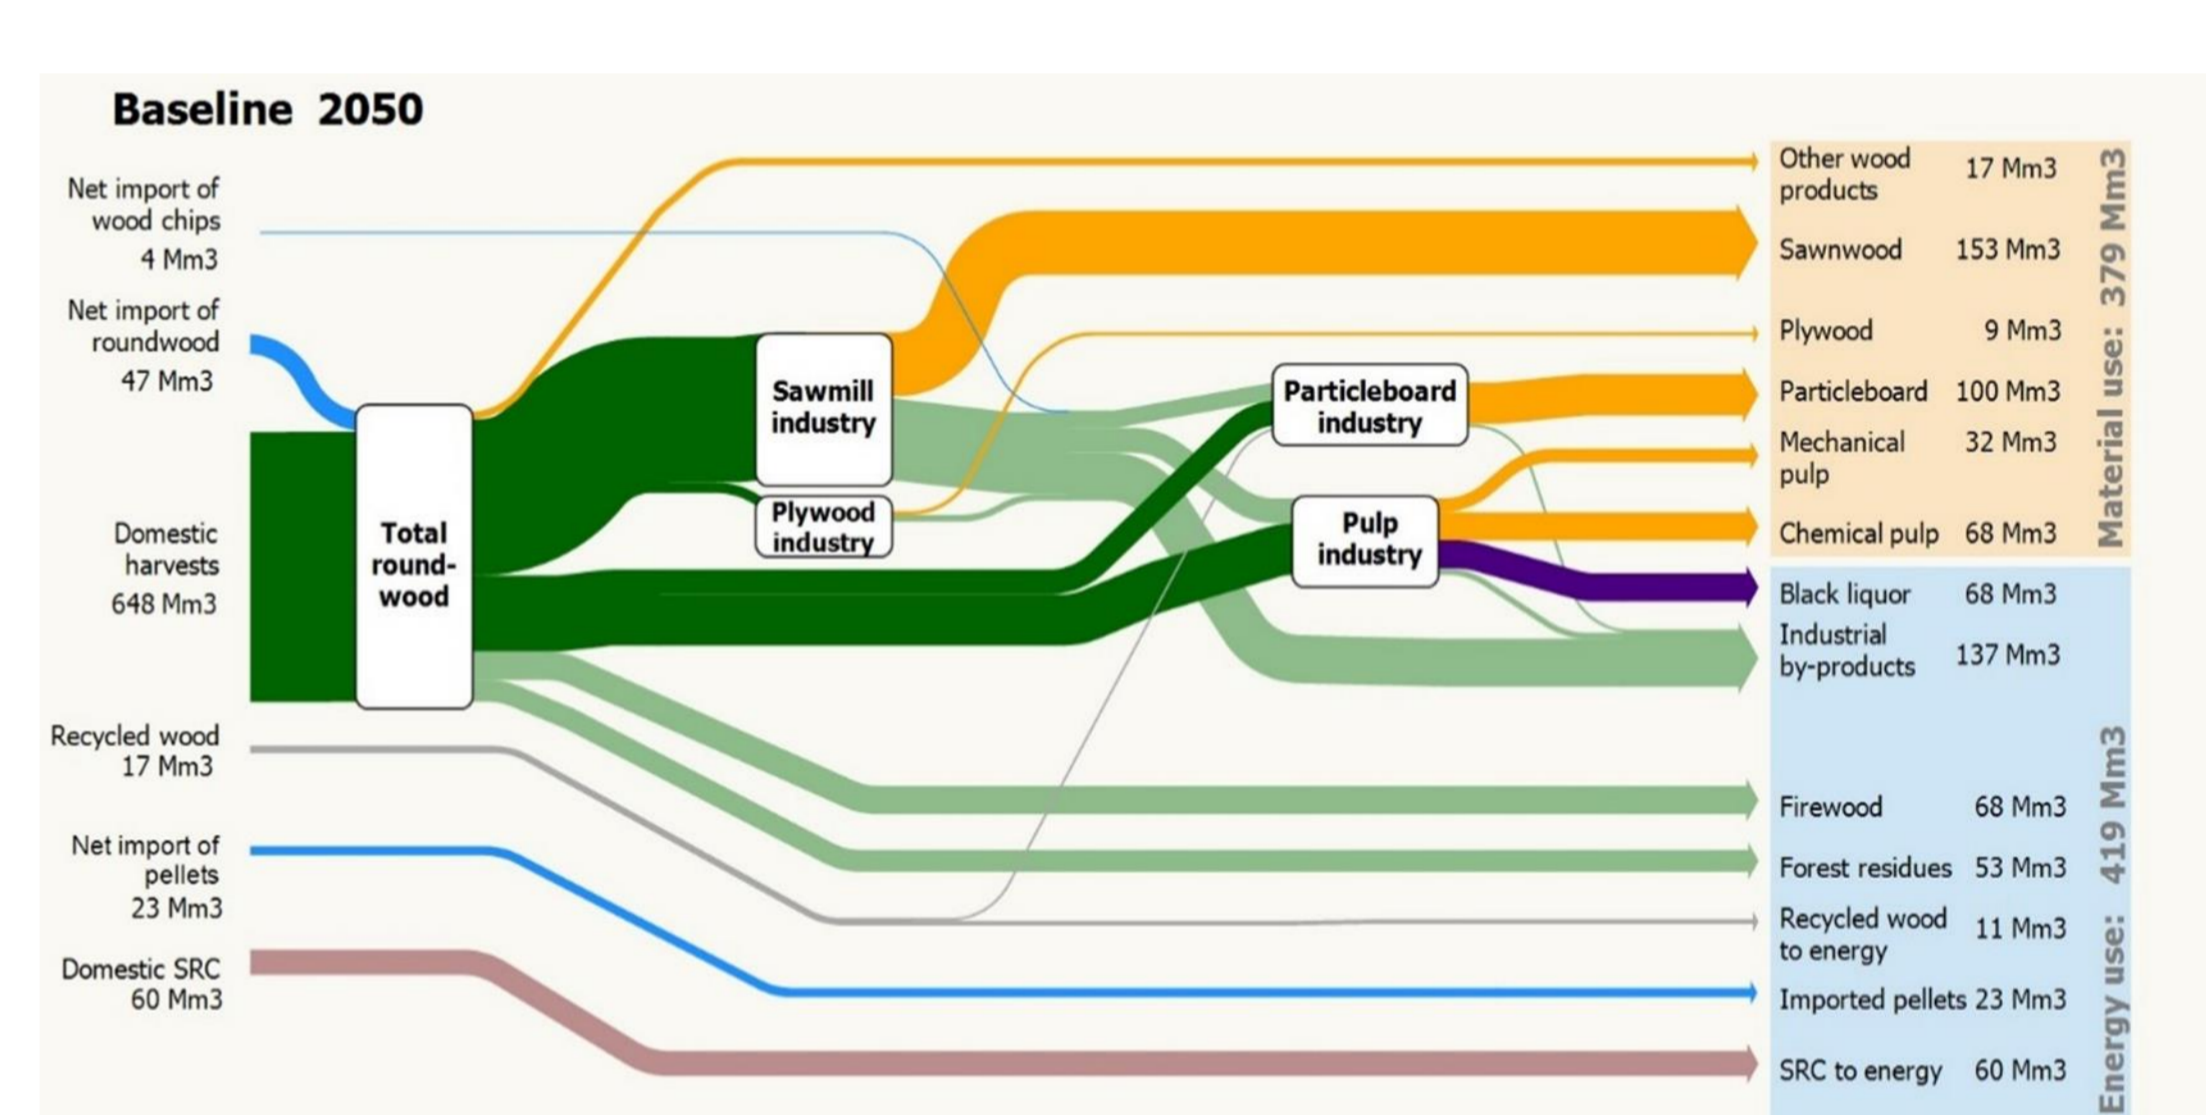 Baseline 2050
Net import of
wood chips
4 Mm3
Net import of
roundwood
47 Mm3
Domestic
harvests
648 Mm3
Recycled wood
17 Mm3
Net import of
pellets
23 Mm3
Domestic SRC
60 Mm3
Total
round-
wood
Sawmill
industry
Plywood
industry
Particleboard
industry
Pulp
industry
Other wood
products
17 Mm3
Sawnwood 153 Mm3
Plywood 9 Mm3
Particleboard 100 Mm3
Mechanical
pulp
32 Mm3
Chemical pulp 68 Mm3
Material use: 379 Mm3
Black liquor 68 Mm3
Industrial
by-products
137 Mm3
Firewood 68 Mm3
Forest residues 53 Mm3
Recycled wood
to energy
11 Mm3
Imported pellets 23 Mm3
SRC to energy 60 Mm3
Energy use: 419 Mm3